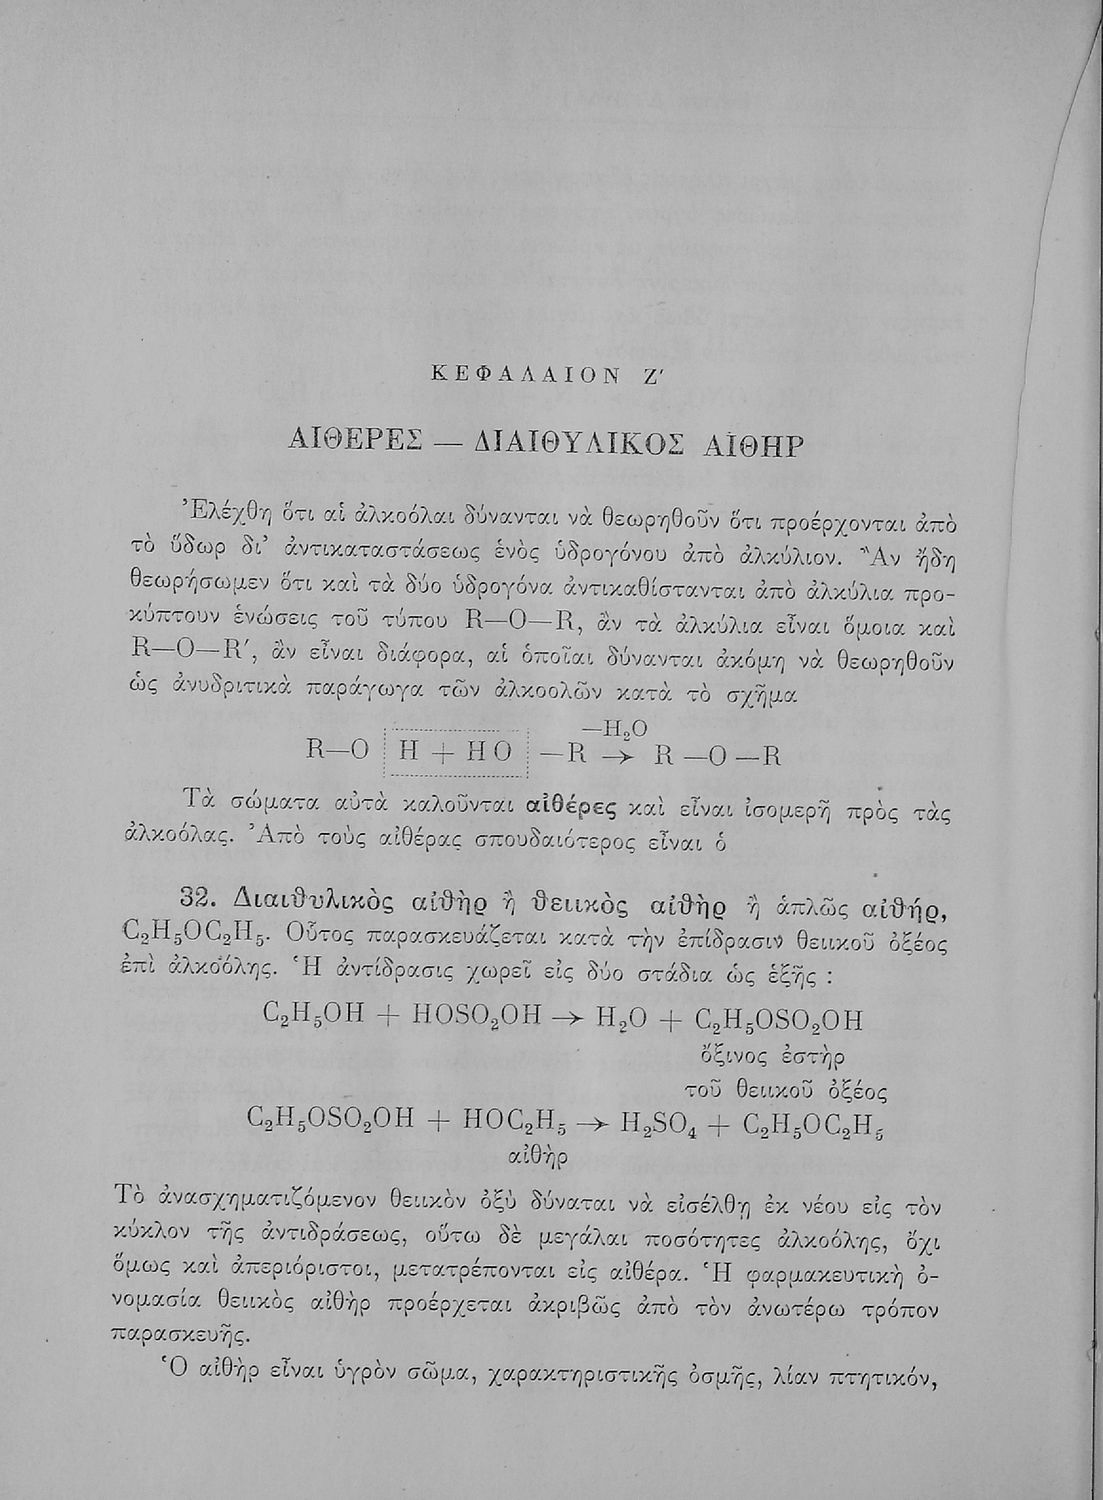 ΚΕΦΑΛΑΙΟΝ Ζ′
ΑΙΘΕΡΕΣ — ΔΙΑΙΘΥΛΙΚΟΣ ΑΙΘΗΡ
Ἐλέχθη ὅτι αἱ ἀλκοόλαι δύνανται νὰ θεωρηθοῦν ὅτι προέρχονται ἀπὸ
τὸ ὕδωρ δι’ ἀντικαταστάσεως ἑνὸς ὑδρογόνου ἀπὸ ἀλκύλιον. Ἂν ἤδη
θεωρήσωμεν ὅτι καὶ τὰ δύο ὑδρογόνα ἀντικαθίστανται ἀπὸ ἀλκύλια προ-
κύπτουν ἑνώσεις τοῦ τύπου R—O—R, ἂν τὰ ἀλκύλια εἶναι ὅμοια καὶ
R—O—R′, ἂν εἶναι διάφορα, αἱ ὁποῖαι δύνανται ἀκόμη νὰ θεωρηθοῦν
ὡς ἀνυδριτικὰ παράγωγα τῶν ἀλκοολῶν κατὰ τὸ σχῆμα
—H₂O
R—O H + HO —R → R —O —R
Τὰ σώματα αὐτὰ καλοῦνται αἰθέρες καὶ εἶναι ἰσομερῆ πρὸς τὰς
ἀλκοόλας. Ἀπὸ τοὺς αἰθέρας σπουδαιότερος εἶναι ὁ
32. Διαιθυλικὸς αἰθὴρ ἢ θειικὸς αἰθὴρ ἢ ἁπλῶς αἰθήρ,
C₂H₅OC₂H₅. Οὗτος παρασκευάζεται κατὰ τὴν ἐπίδρασιν θειικοῦ ὀξέος
ἐπὶ ἀλκοόλης. Ἡ ἀντίδρασις χωρεῖ εἰς δύο στάδια ὡς ἑξῆς :
C₂H₅OH + HOSO₂OH → H₂O + C₂H₅OSO₂OH
ὄξινος ἐστὴρ
τοῦ θειικοῦ ὀξέος
C₂H₅OSO₂OH + HOC₂H₅ → H₂SO₄ + C₂H₅OC₂H₅
αἰθὴρ
Τὸ ἀνασχηματιζόμενον θειικὸν ὀξὺ δύναται νὰ εἰσέλθῃ ἐκ νέου εἰς τὸν
κύκλον τῆς ἀντιδράσεως, οὕτω δὲ μεγάλαι ποσότητες ἀλκοόλης, ὄχι
ὅμως καὶ ἀπεριόριστοι, μετατρέπονται εἰς αἰθέρα. Ἡ φαρμακευτικὴ ὀ-
νομασία θειικὸς αἰθὴρ προέρχεται ἀκριβῶς ἀπὸ τὸν ἀνωτέρω τρόπον
παρασκευῆς.
Ὁ αἰθὴρ εἶναι ὑγρὸν σῶμα, χαρακτηριστικῆς ὀσμῆς, λίαν πτητικόν,